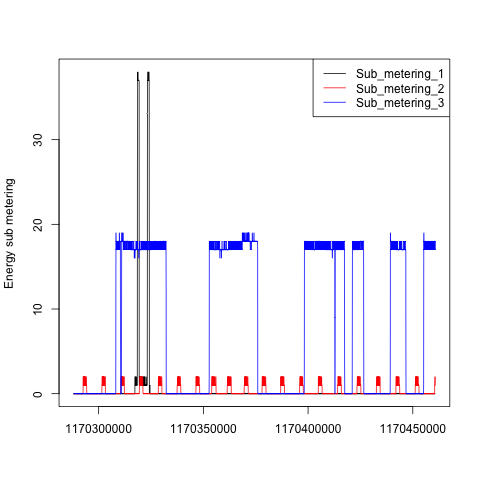 Sub_metering_1
Sub_metering_2
Sub_metering_3
Energy sub metering
30
20
10
0
1170300000 1170350000 1170400000 1170450000